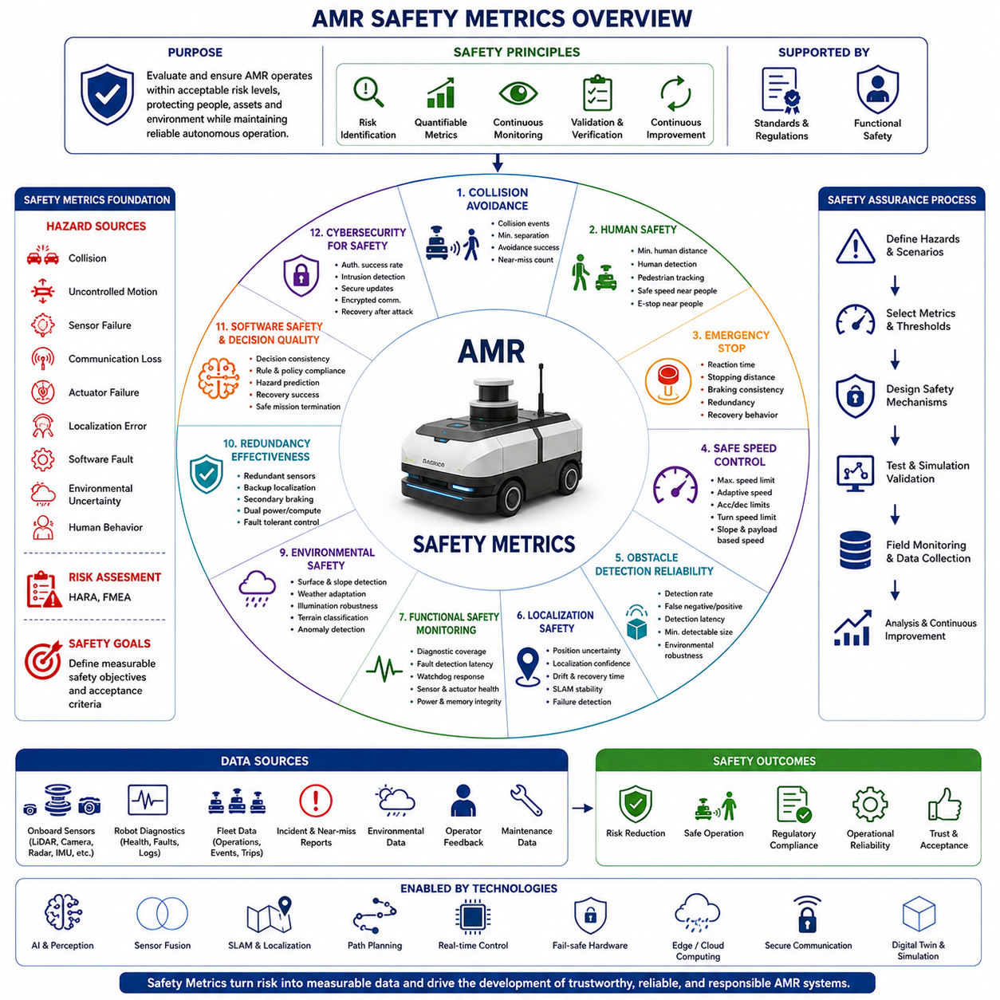 AMR SAFETY METRICS OVERVIEW
PURPOSE
Evaluate and ensure AMR operates
within acceptable risk levels,
protecting people, assets and
environment while maintaining
reliable autonomous operation.
SAFETY PRINCIPLES
Risk
Identification
Quantifiable
Metrics
Continuous
Monitoring
Validation &
Verification
Continuous
Improvement
SUPPORTED BY
Standards &
Regulations
Functional
Safety
SAFETY METRICS FOUNDATION
HAZARD SOURCES
Collision
Uncontrolled Motion
Sensor Failure
Communication Loss
Actuator Failure
Localization Error
Software Fault
Environmental
Uncertainty
Human Behavior
RISK ASSESMENT
HARA, FMEA
SAFETY GOALS
Define measurable
safety objectives
and acceptance
criteria
1. COLLISION
AVOIDANCE
• Collision events
• Min. separation
• Avoidance success
• Near-miss count
2. HUMAN SAFETY
• Min. human distance
• Human detection
• Pedestrian tracking
• Safe speed near people
• E-stop near people
3. EMERGENCY
STOP
• Reaction time
• Stopping distance
• Braking consistency
• Redundancy
• Recovery behavior
4. SAFE SPEED
CONTROL
• Max. speed limit
• Adaptive speed
• Acc/dec limits
• Turn speed limit
• Slope & payload
based speed
5. OBSTACLE
DETECTION RELIABILITY
• Detection rate
• False negative/positive
• Detection latency
• Min. detectable size
• Environmental
robustness
6. LOCALIZATION
SAFETY
• Position uncertainty
• Localization confidence
• Drift & recovery time
• SLAM stability
• Failure detection
7. FUNCTIONAL SAFETY
MONITORING
• Diagnostic coverage
• Fault detection latency
• Watchdog response
• Sensor & actuator health
• Power & memory integrity
9. ENVIRONMENTAL
SAFETY
• Surface & slope detection
• Weather adaptation
• Illumination robustness
• Terrain classification
• Anomaly detection
10. REDUNDANCY
EFFECTIVENESS
• Redundant sensors
• Backup localization
• Secondary braking
• Dual power/compute
• Fault tolerant control
11. SOFTWARE SAFETY
& DECISION QUALITY
• Decision consistency
• Rule & policy compliance
• Hazard prediction
• Recovery success
• Safe mission termination
12. CYBERSECURITY
FOR SAFETY
• Auth. success rate
• Intrusion detection
• Secure updates
• Encrypted comm.
• Recovery after attack
AMR
SAFETY METRICS
SAFETY ASSURANCE PROCESS
Define Hazards
& Scenarios
Select Metrics
& Thresholds
Design Safety
Mechanisms
Test & Simulation
Validation
Field Monitoring
& Data Collection
Analysis & Continuous
Improvement
DATA SOURCES
Onboard Sensors
(LiDAR, Camera,
Radar, IMU, etc.)
Robot Diagnostics
(Health, Faults,
Logs)
Fleet Data
(Operations,
Events, Trips)
Incident & Near-miss
Reports
Environmental
Data
Operator
Feedback
Maintenance
Data
SAFETY OUTCOMES
Risk Reduction
Safe Operation
Regulatory
Compliance
Operational
Reliability
Trust &
Acceptance
ENABLED BY TECHNOLOGIES
AI & Perception
Sensor Fusion
SLAM & Localization
Path Planning
Real-time Control
Fail-safe Hardware
Edge / Cloud
Computing
Secure Communication
Digital Twin &
Simulation
Safety Metrics turn risk into measurable data and drive the development of trustworthy, reliable, and responsible AMR systems.